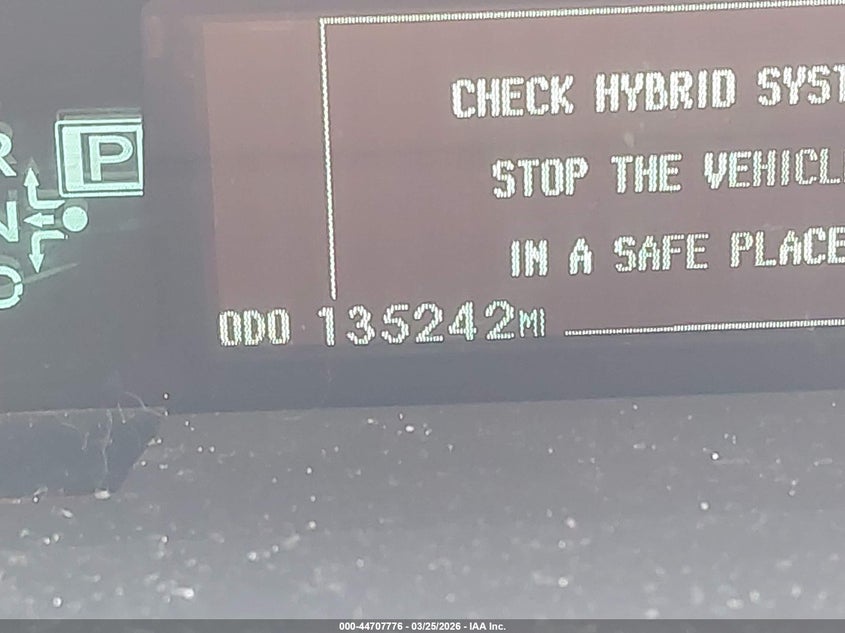 CHECK HYBRID SYST
STOP THE VEHICL
IN A SAFE PLACE
R
P
N
D
ODO 135242MI
000-44707776 - 03/25/2026 - IAA Inc.